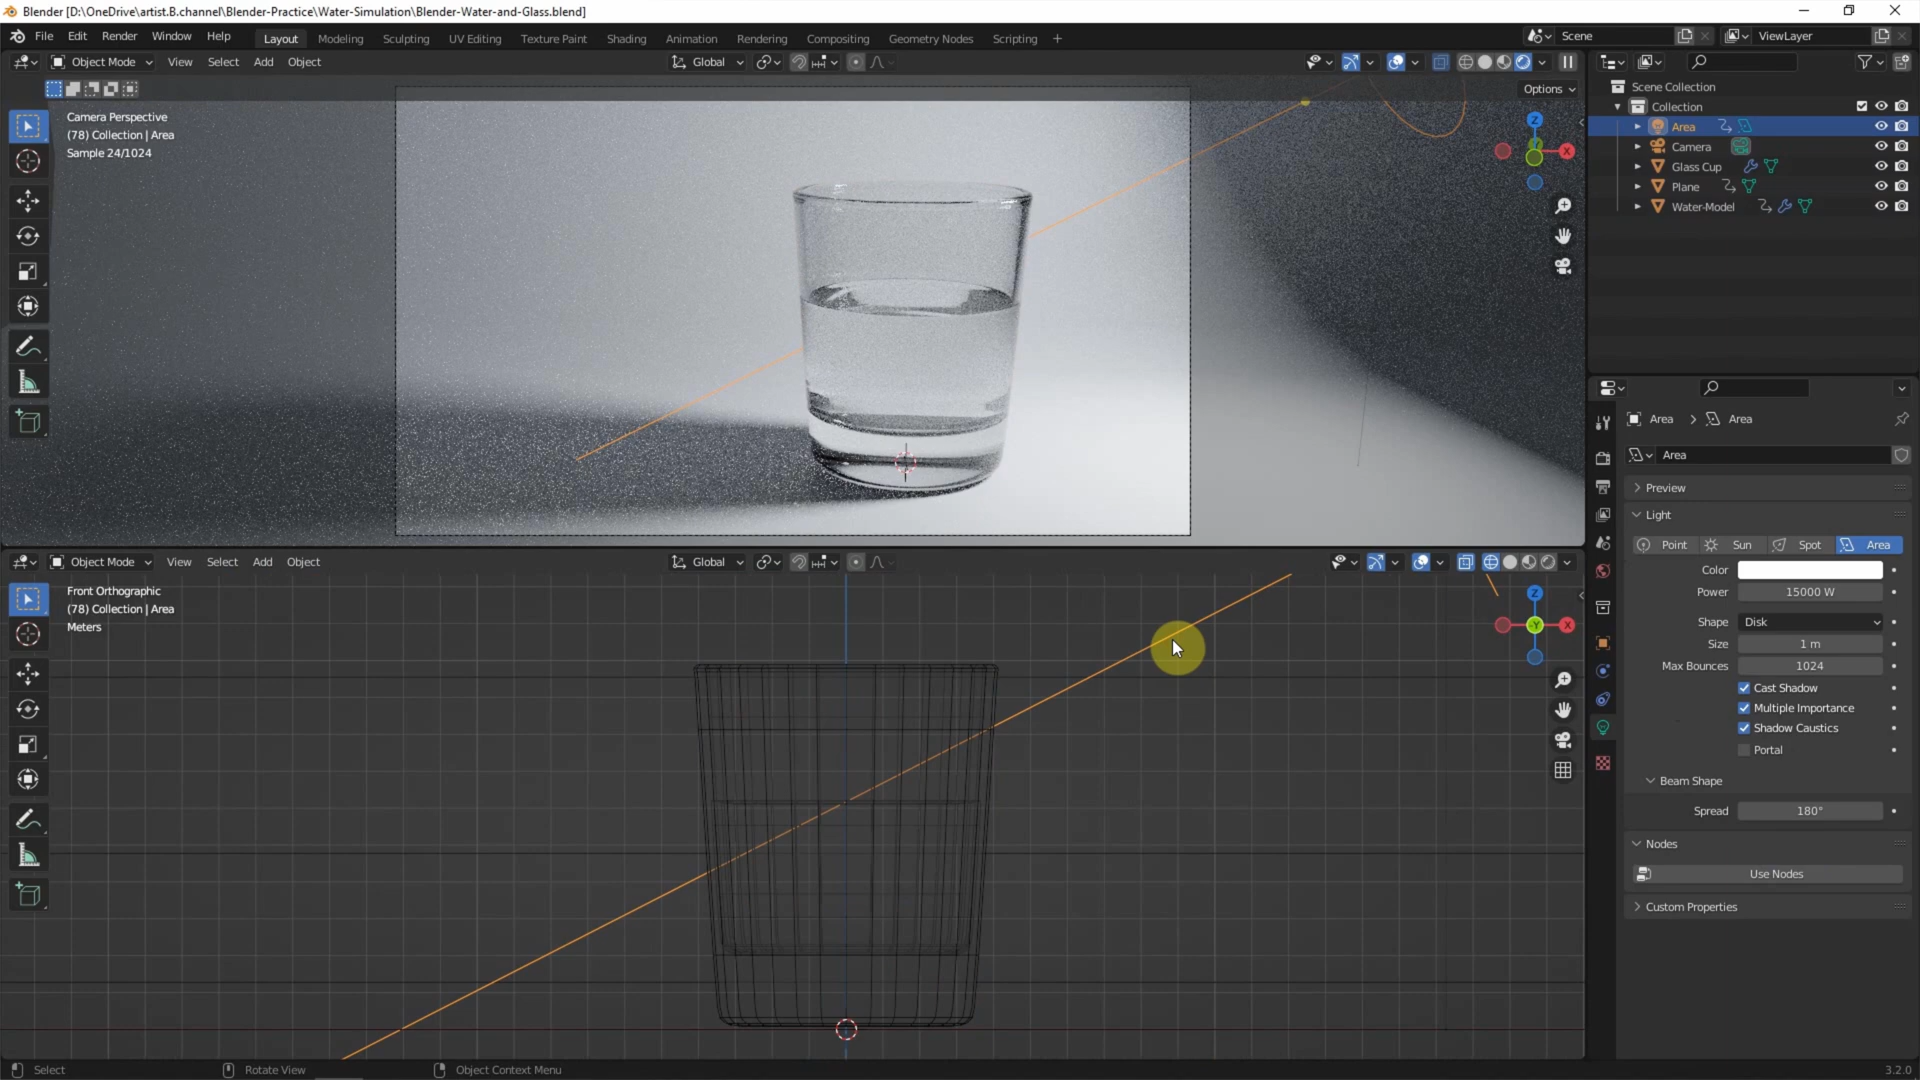 Blender [D:\OneDrive\artist.B.channel\Blender-Practice\Water-Simulation\Blender-Water-and-Glass.blend]
File Edit Render Window Help Layout Modeling Sculpting UV Editing Texture Paint Shading Animation Rendering Compositing Geometry Nodes Scripting + Scene ViewLayer
Object Mode View Select Add Object Global
Options
Camera Perspective
(78) Collection | Area
Sample 24/1024
Z
X
Scene Collection
Collection
Area
Camera
Glass Cup
Plane
Water-Model
Object Mode View Select Add Object Global
Front Orthographic
(78) Collection | Area
Meters
Z
-Y
X
Area > Area
Area
Preview
Light
Point Sun Spot Area
Color
Power 15000 W
Shape Disk
Size 1 m
Max Bounces 1024
Cast Shadow
Multiple Importance
Shadow Caustics
Portal
Beam Shape
Spread 180°
Nodes
Use Nodes
Custom Properties
Select Rotate View Object Context Menu 3.2.0